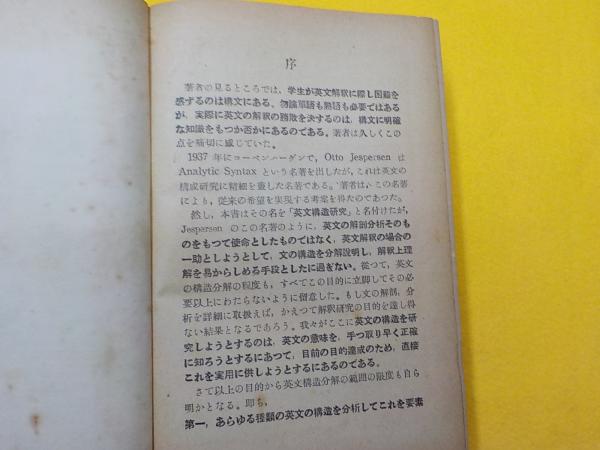 序
著者の見るところでは、学生が英文解釈に際し困難を
感ずるのは構文にある、勿論単語も熟語も必要ではある
が、実際に英文の解釈の勝敗を決するのは、構文に明確
な知識をもつか否かにあるのである。著者は久しくこの
点を痛切に感じていた。
1937 年にコーペンハーゲンで, Otto Jespersen は
Analytic Syntax という名著を出したが, これは英文の
構成研究に精細を尽した名著である。著者は、この名著
により, 従来の希望を実現する考案を得たのであつた。
然し, 本書はその名を「英文構造研究」と名付けたが,
Jespersen のこの名著のように, 英文の解剖分析そのも
のをもつて使命としたものではなく, 英文解釈の場合の
一助としようとして, 文の構造を分解説明し, 解釈上理
解を易からしめる手段としたに過ぎない。従つて, 英文
の構造分解の程度も, すべてこの目的に立脚してその必
要以上にわたらないように留意した。もし文の解剖, 分
析を詳細に取扱えば, かえつて解釈研究の目的を達し得
ない結果となるであろう。我々がここに英文の構造を研
究しようとするのは, 英文の意味を, 手つ取り早く正確
に知ろうとするにあつて, 目前の目的達成のため, 直接
これを実用に供しようとするにあるのである。
さて以上の目的から英文構造分解の範囲の限度も自ら
明かとなる。即ち,
第一, あらゆる種類の英文の構造を分析してこれを要素